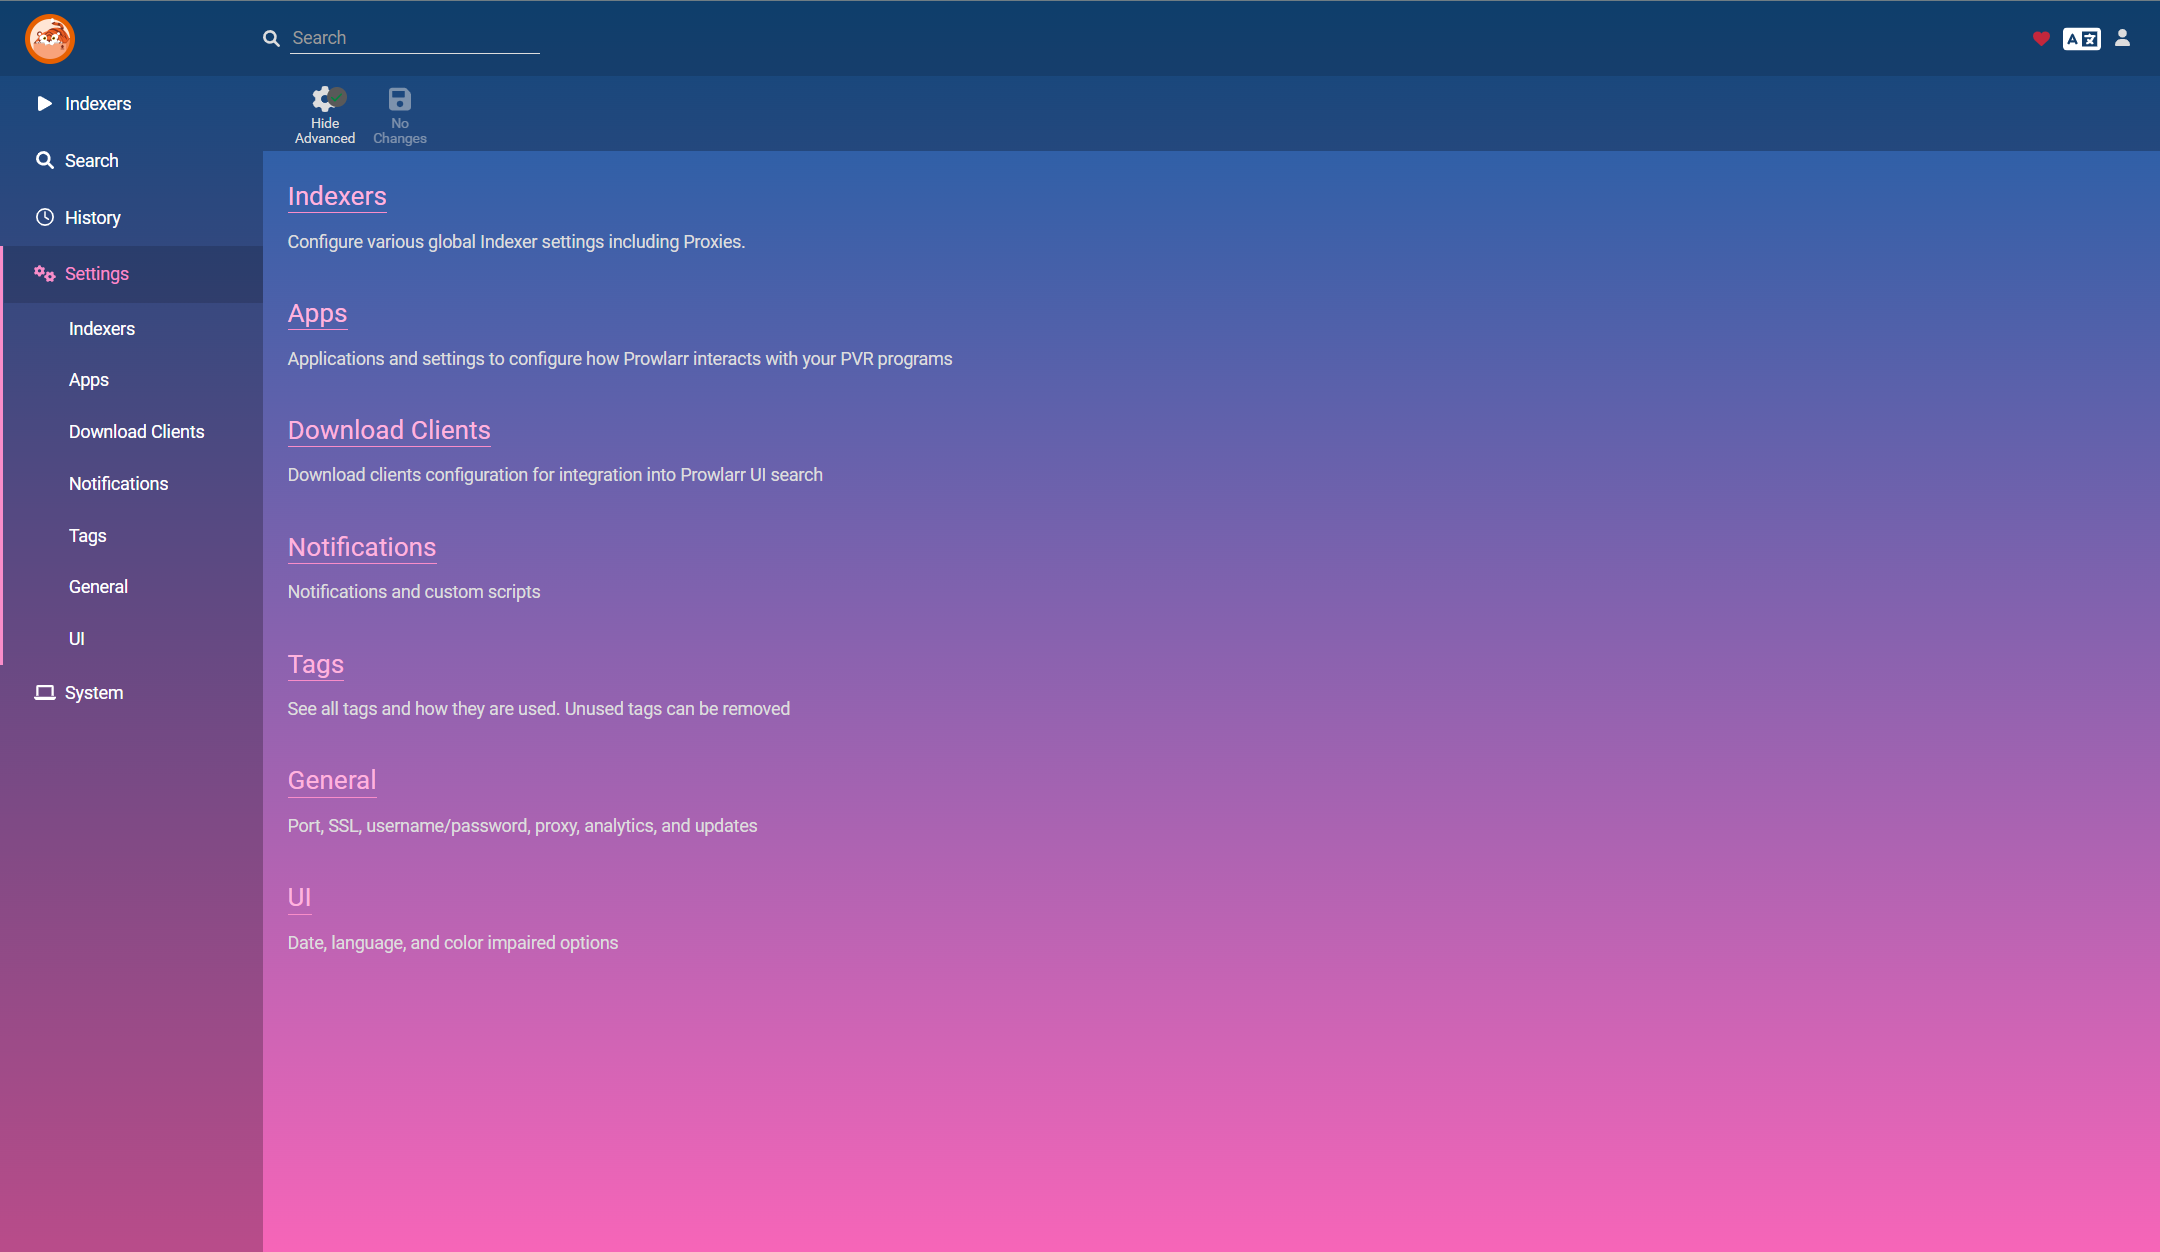 Search
Indexers
Search
History
Settings
Indexers
Apps
Download Clients
Notifications
Tags
General
UI
System
Hide
Advanced
No
Changes
Indexers
Configure various global Indexer settings including Proxies.
Apps
Applications and settings to configure how Prowlarr interacts with your PVR programs
Download Clients
Download clients configuration for integration into Prowlarr UI search
Notifications
Notifications and custom scripts
Tags
See all tags and how they are used. Unused tags can be removed
General
Port, SSL, username/password, proxy, analytics, and updates
UI
Date, language, and color impaired options